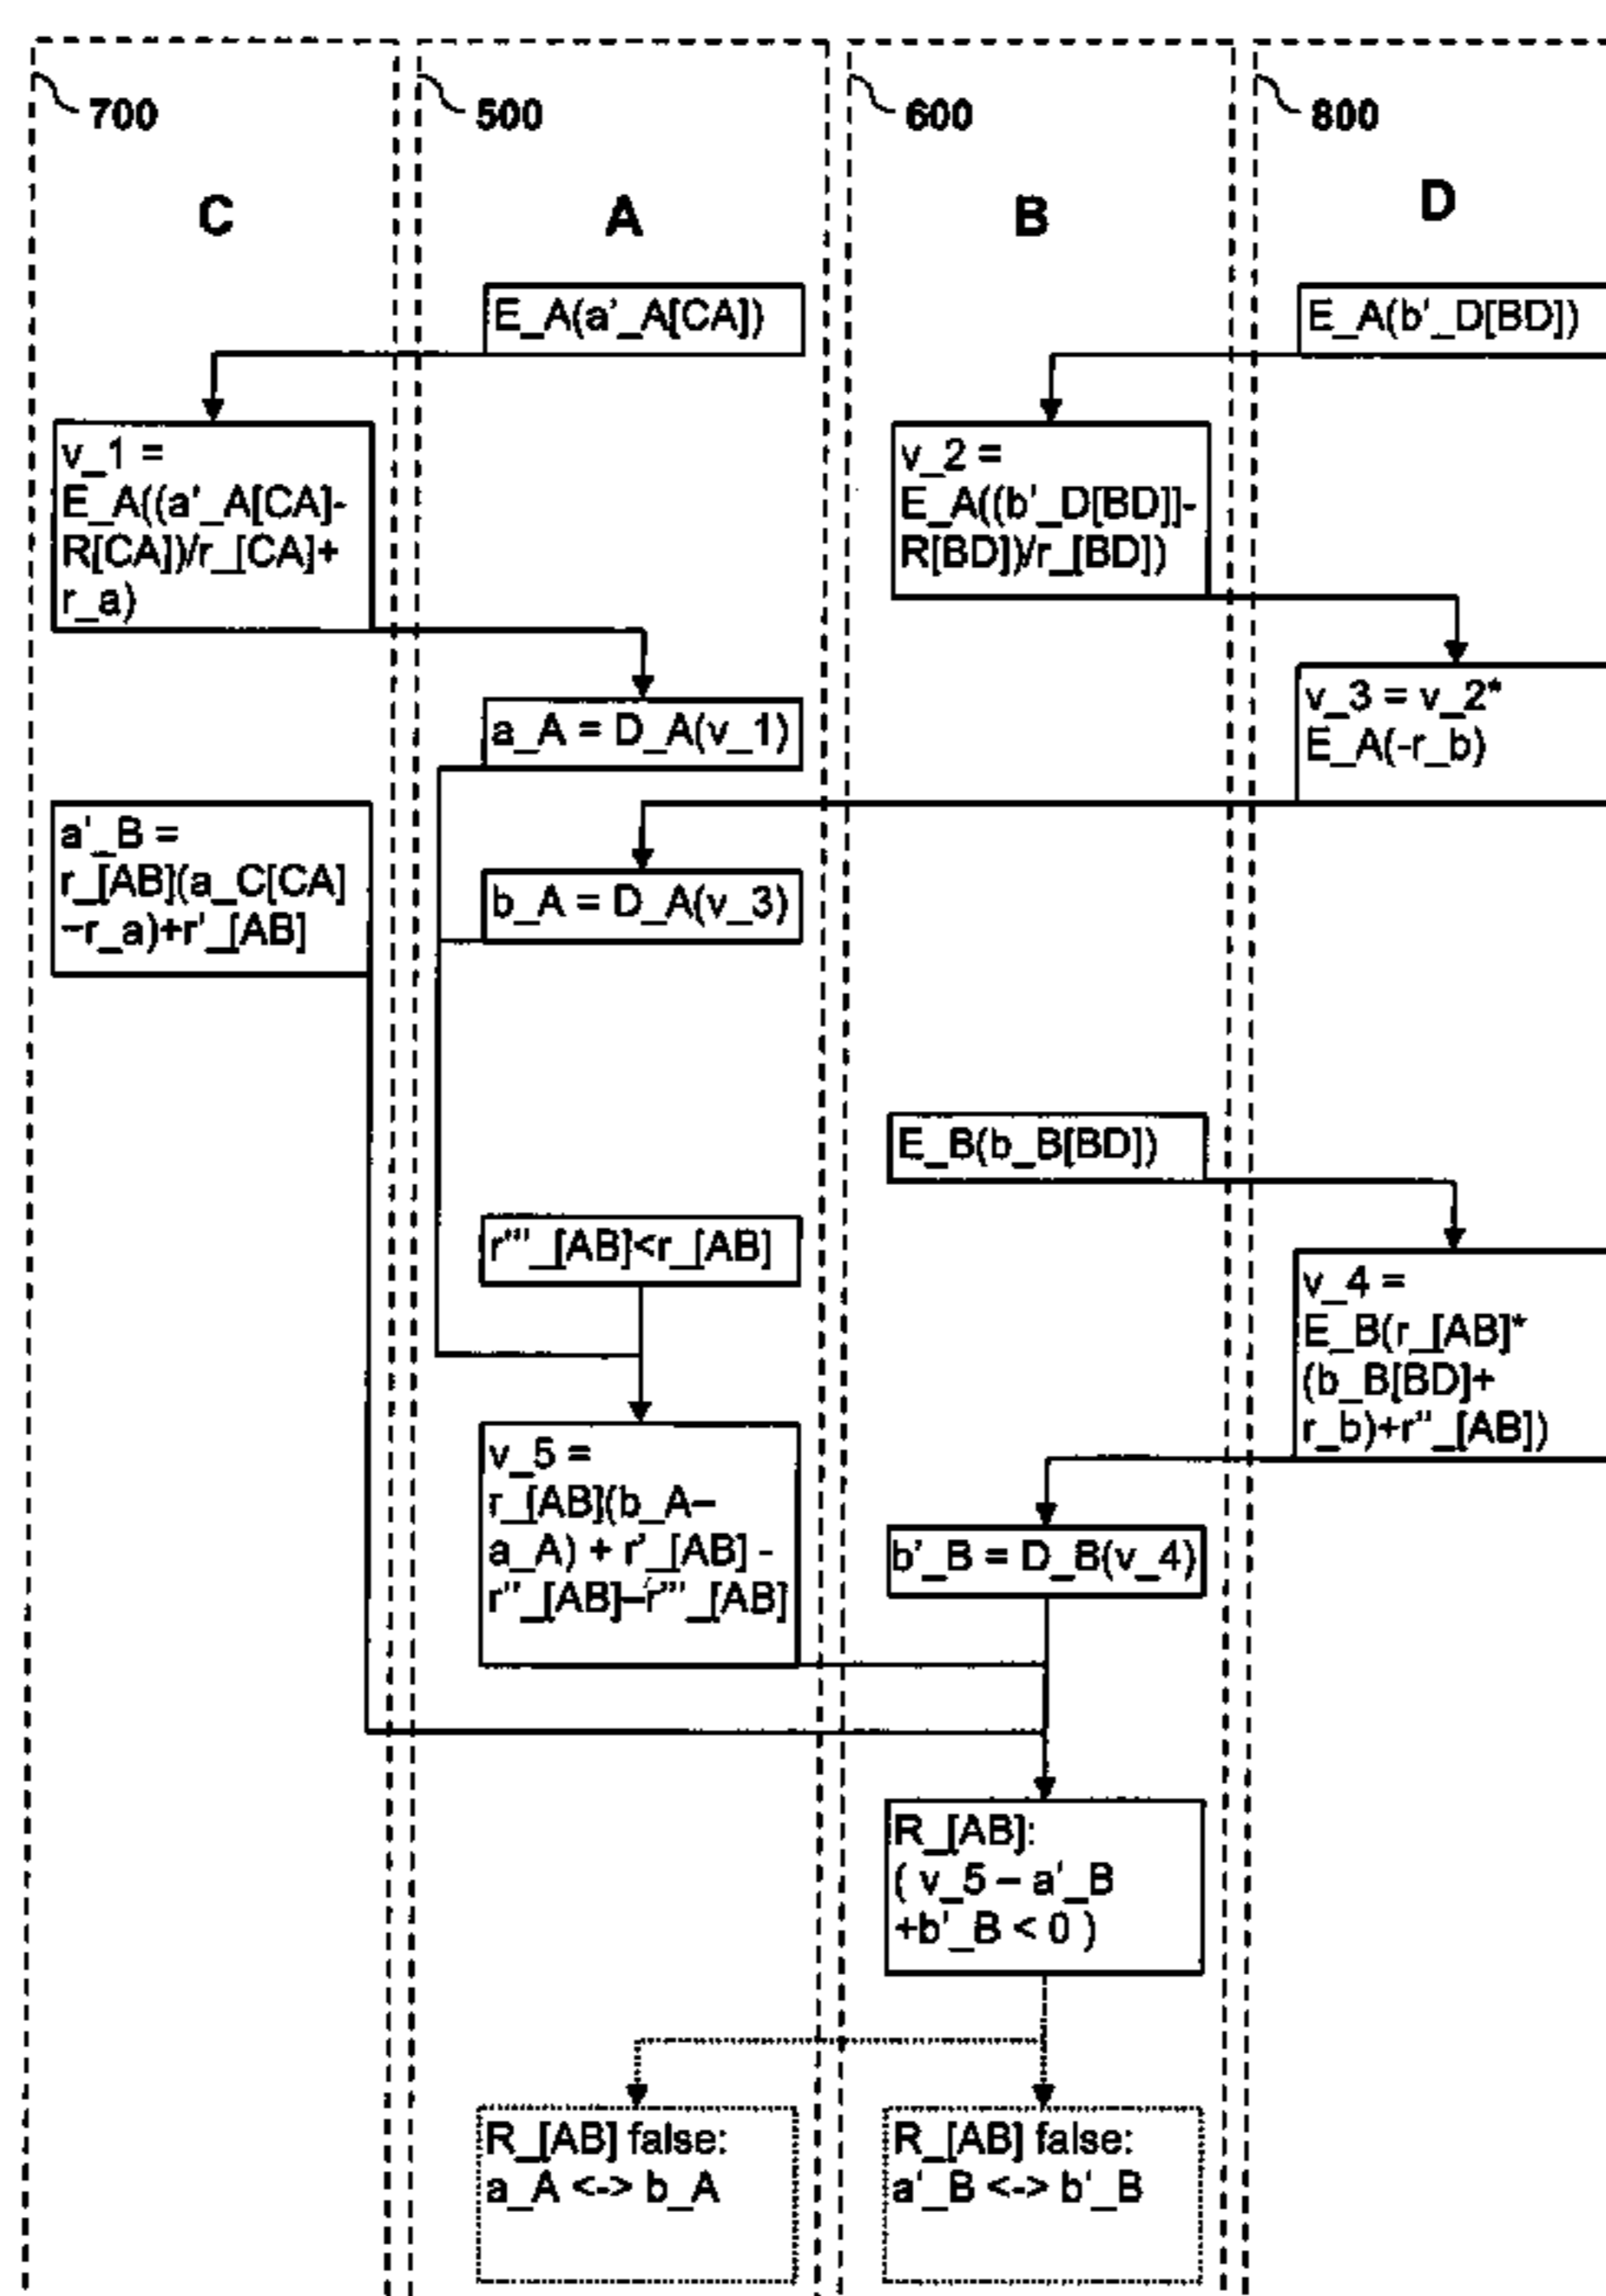 700
500
600
800
C
A
B
D
E_A(a'_A[CA])
E_A(b'_D[BD])
v_1 =
E_A((a'_A[CA]-
R[CA])/r_[CA]+
r_a)
v_2 =
E_A((b'_D[BD]]-
R[BD])/r_[BD])
a_A = D_A(v_1)
v_3 = v_2*
E_A(-r_b)
a'_B =
r_[AB](a_C[CA]
–r_a)+r'_[AB]
b_A = D_A(v_3)
E_B(b_B[BD])
r'''_[AB]<r_[AB]
v_4 =
E_B(r_[AB]*
(b_B[BD]+
r_b)+r''_[AB])
v_5 =
r_[AB](b_A–
a_A) + r'_[AB] -
r''_[AB]–r'''_[AB]
b'_B = D_B(v_4)
R_[AB]:
( v_5 – a'_B
+b'_B < 0 )
R_[AB] false:
a_A <-> b_A
R_[AB] false:
a'_B <-> b'_B